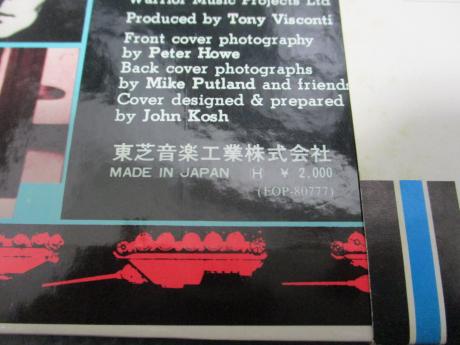 Warrior Music Projects Ltd
Produced by Tony Visconti
Front cover photography
by Peter Howe
Back cover photographs
by Mike Putland and friends
Cover designed & prepared
by John Kosh
東芝音楽工業株式会社
MADE IN JAPAN H ¥ 2,000
(EOP-80777)